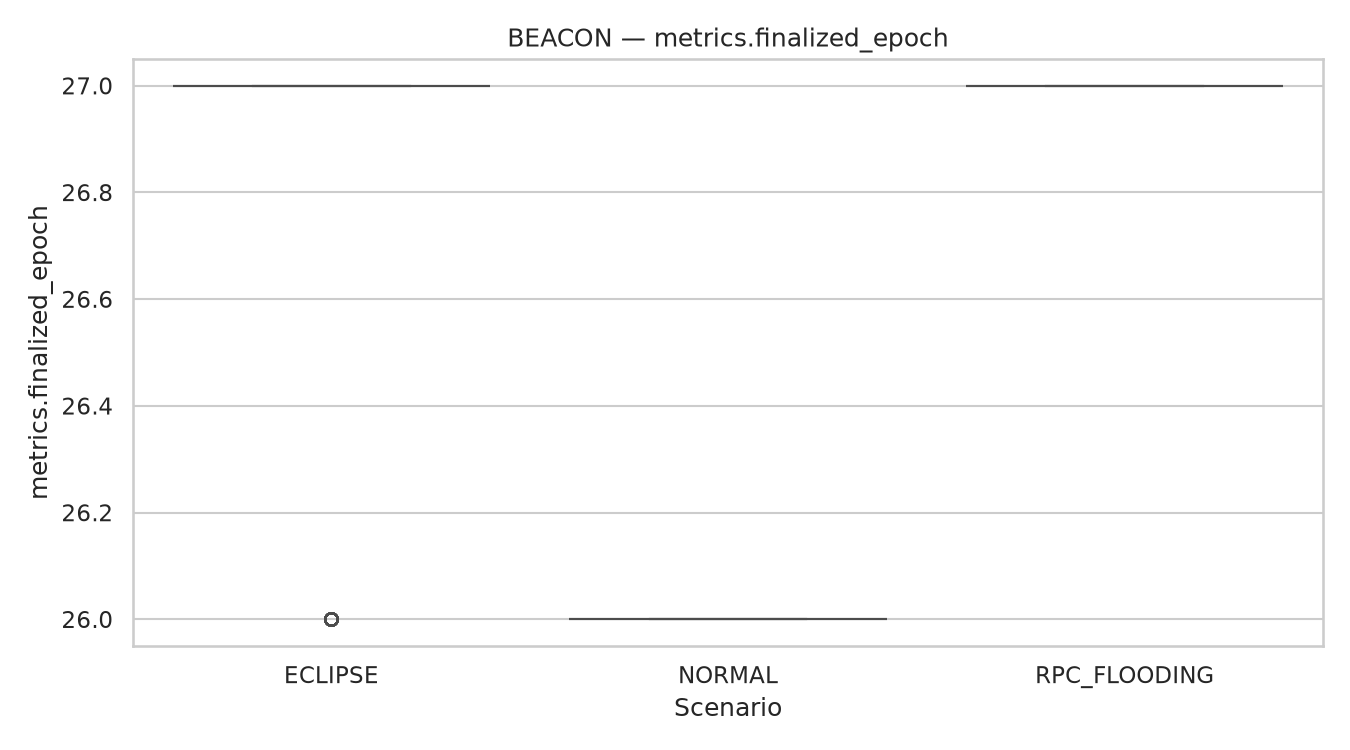 BEACON — metrics.finalized_epoch
metrics.finalized_epoch
27.0
26.8
26.6
26.4
26.2
26.0
ECLIPSE
NORMAL
RPC_FLOODING
Scenario